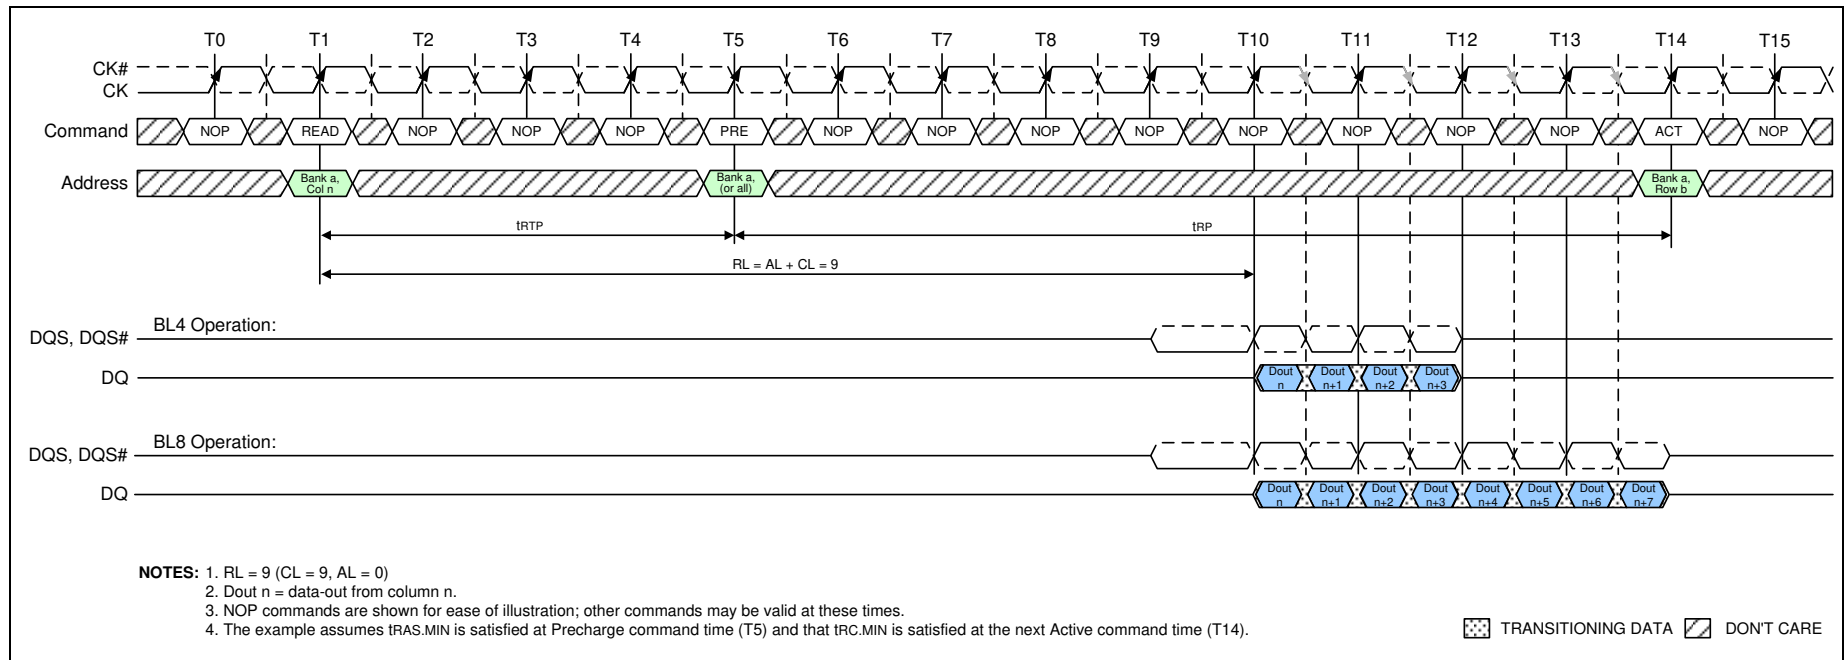 T0 T1 T2 T3 T4 T5 T6 T7 T8 T9 T10 T11 T12 T13 T14 T15
CK#
CK
Command NOP READ NOP NOP NOP PRE NOP NOP NOP NOP NOP NOP NOP NOP ACT NOP
Address Bank a, Col n Bank a, (or all) Bank a, Row b
tRTP tRP
RL = AL + CL = 9
BL4 Operation:
DQS, DQS#
DQ Dout n Dout n+1 Dout n+2 Dout n+3
BL8 Operation:
DQS, DQS#
DQ Dout n Dout n+1 Dout n+2 Dout n+3 Dout n+4 Dout n+5 Dout n+6 Dout n+7
NOTES: 1. RL = 9 (CL = 9, AL = 0)
2. Dout n = data-out from column n.
3. NOP commands are shown for ease of illustration; other commands may be valid at these times.
4. The example assumes tRAS.MIN is satisfied at Precharge command time (T5) and that tRC.MIN is satisfied at the next Active command time (T14).
TRANSITIONING DATA DON'T CARE